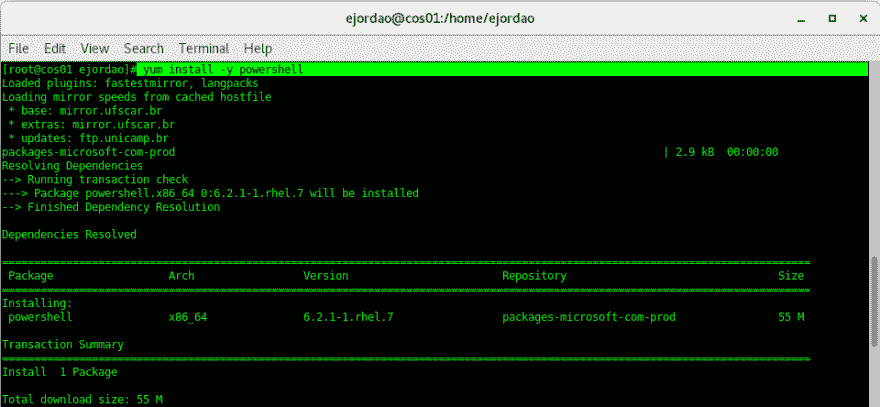 ejordao@cos01:/home/ejordao
File Edit View Search Terminal Help
[root@cos01 ejordao]# yum install -y powershell
Loaded plugins: fastestmirror, langpacks
Loading mirror speeds from cached hostfile
 * base: mirror.ufscar.br
 * extras: mirror.ufscar.br
 * updates: ftp.unicamp.br
packages-microsoft-com-prod | 2.9 kB 00:00:00
Resolving Dependencies
--> Running transaction check
---> Package powershell.x86_64 0:6.2.1-1.rhel.7 will be installed
--> Finished Dependency Resolution
Dependencies Resolved
Package Arch Version Repository Size
Installing:
powershell x86_64 6.2.1-1.rhel.7 packages-microsoft-com-prod 55 M
Transaction Summary
Install 1 Package
Total download size: 55 M